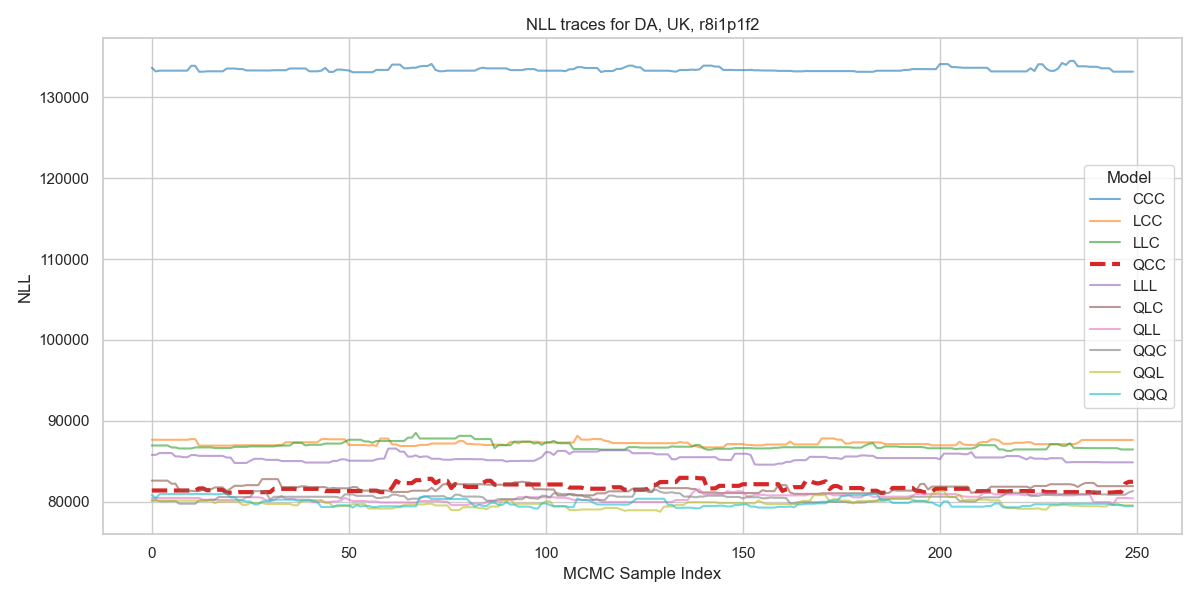 NLL traces for DA, UK, r8i1p1f2
NLL
130000
120000
110000
100000
90000
80000
0
50
100
150
200
250
MCMC Sample Index
Model
CCC
LCC
LLC
QCC
LLL
QLC
QLL
QQC
QQL
QQQ